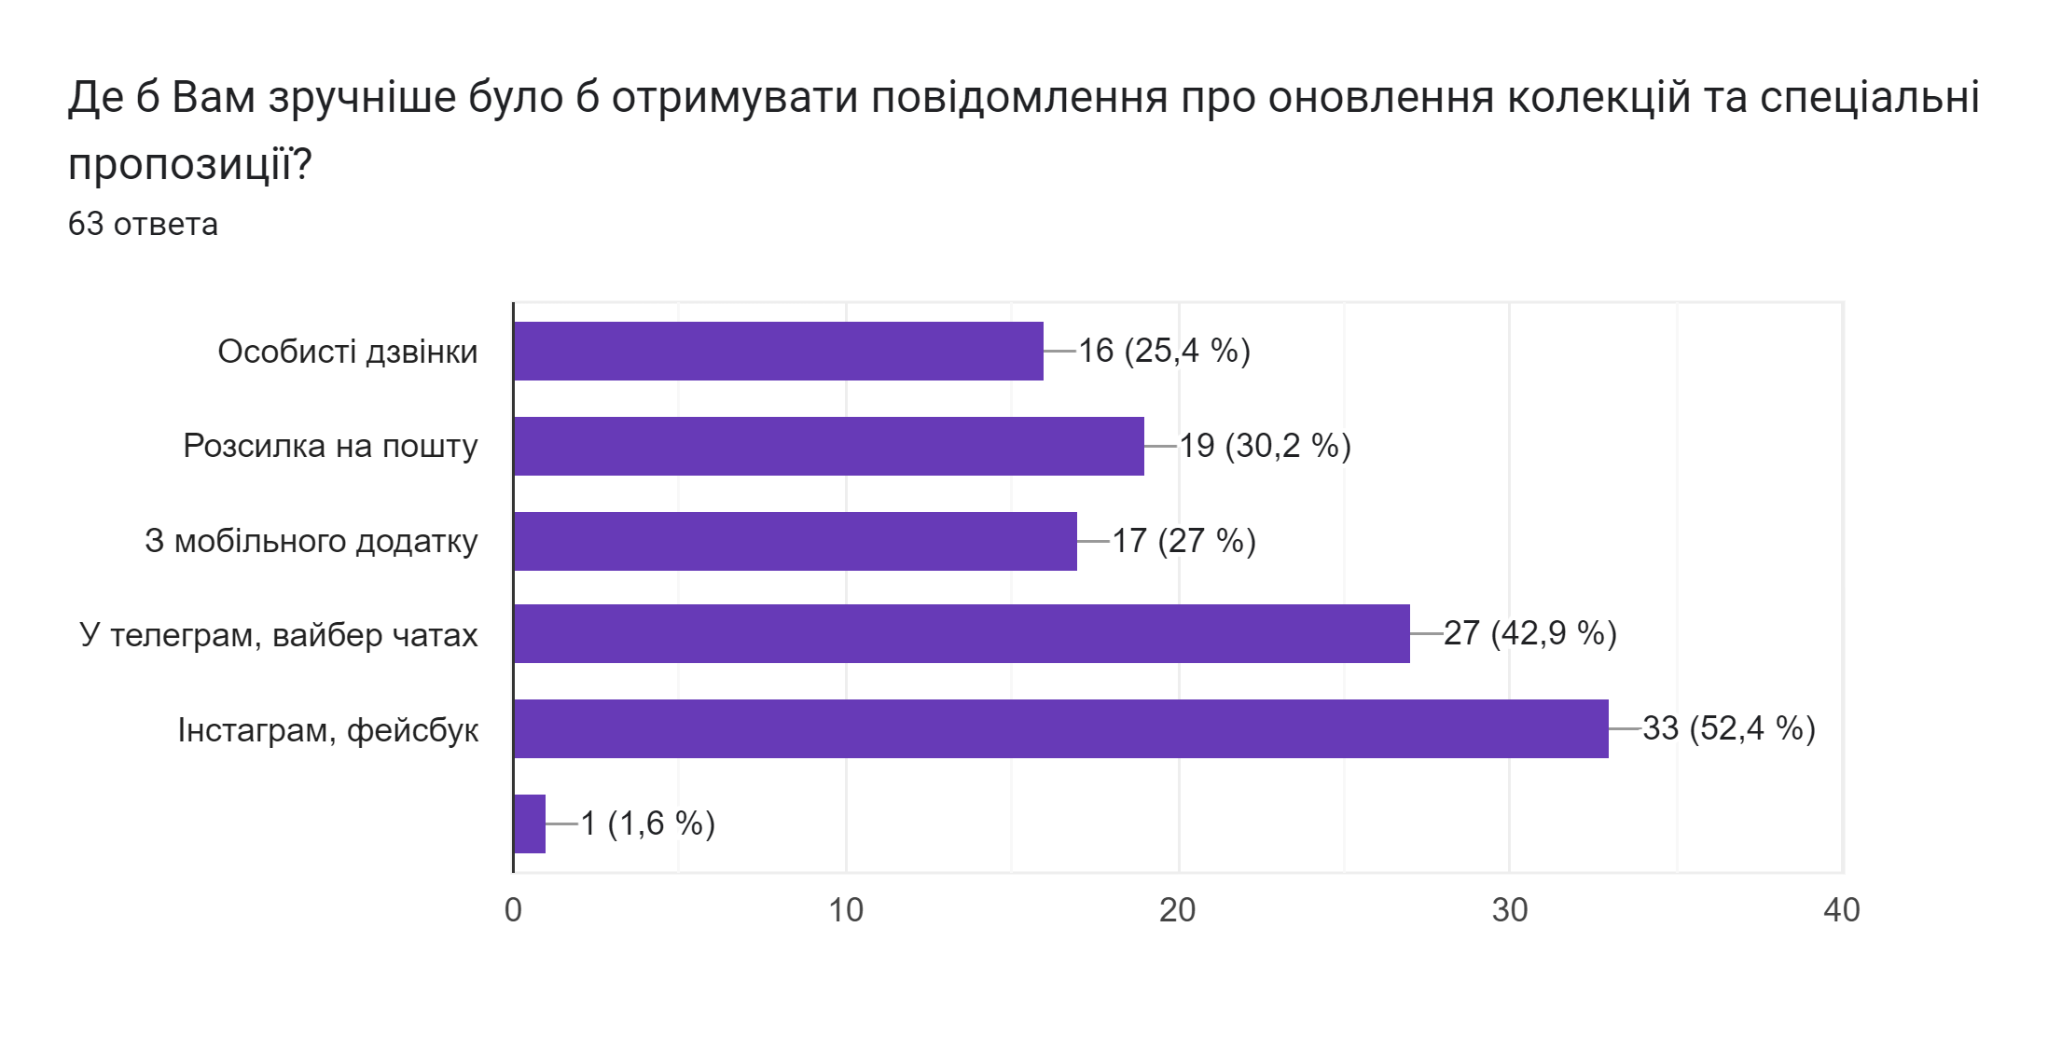 Де б Вам зручніше було б отримувати повідомлення про оновлення колекцій та спеціальні
пропозиції?
63 ответа
Особисті дзвінки 16 (25,4 %)
Розсилка на пошту 19 (30,2 %)
З мобільного додатку 17 (27 %)
У телеграм, вайбер чатах 27 (42,9 %)
Інстаграм, фейсбук 33 (52,4 %)
1 (1,6 %)
0 10 20 30 40